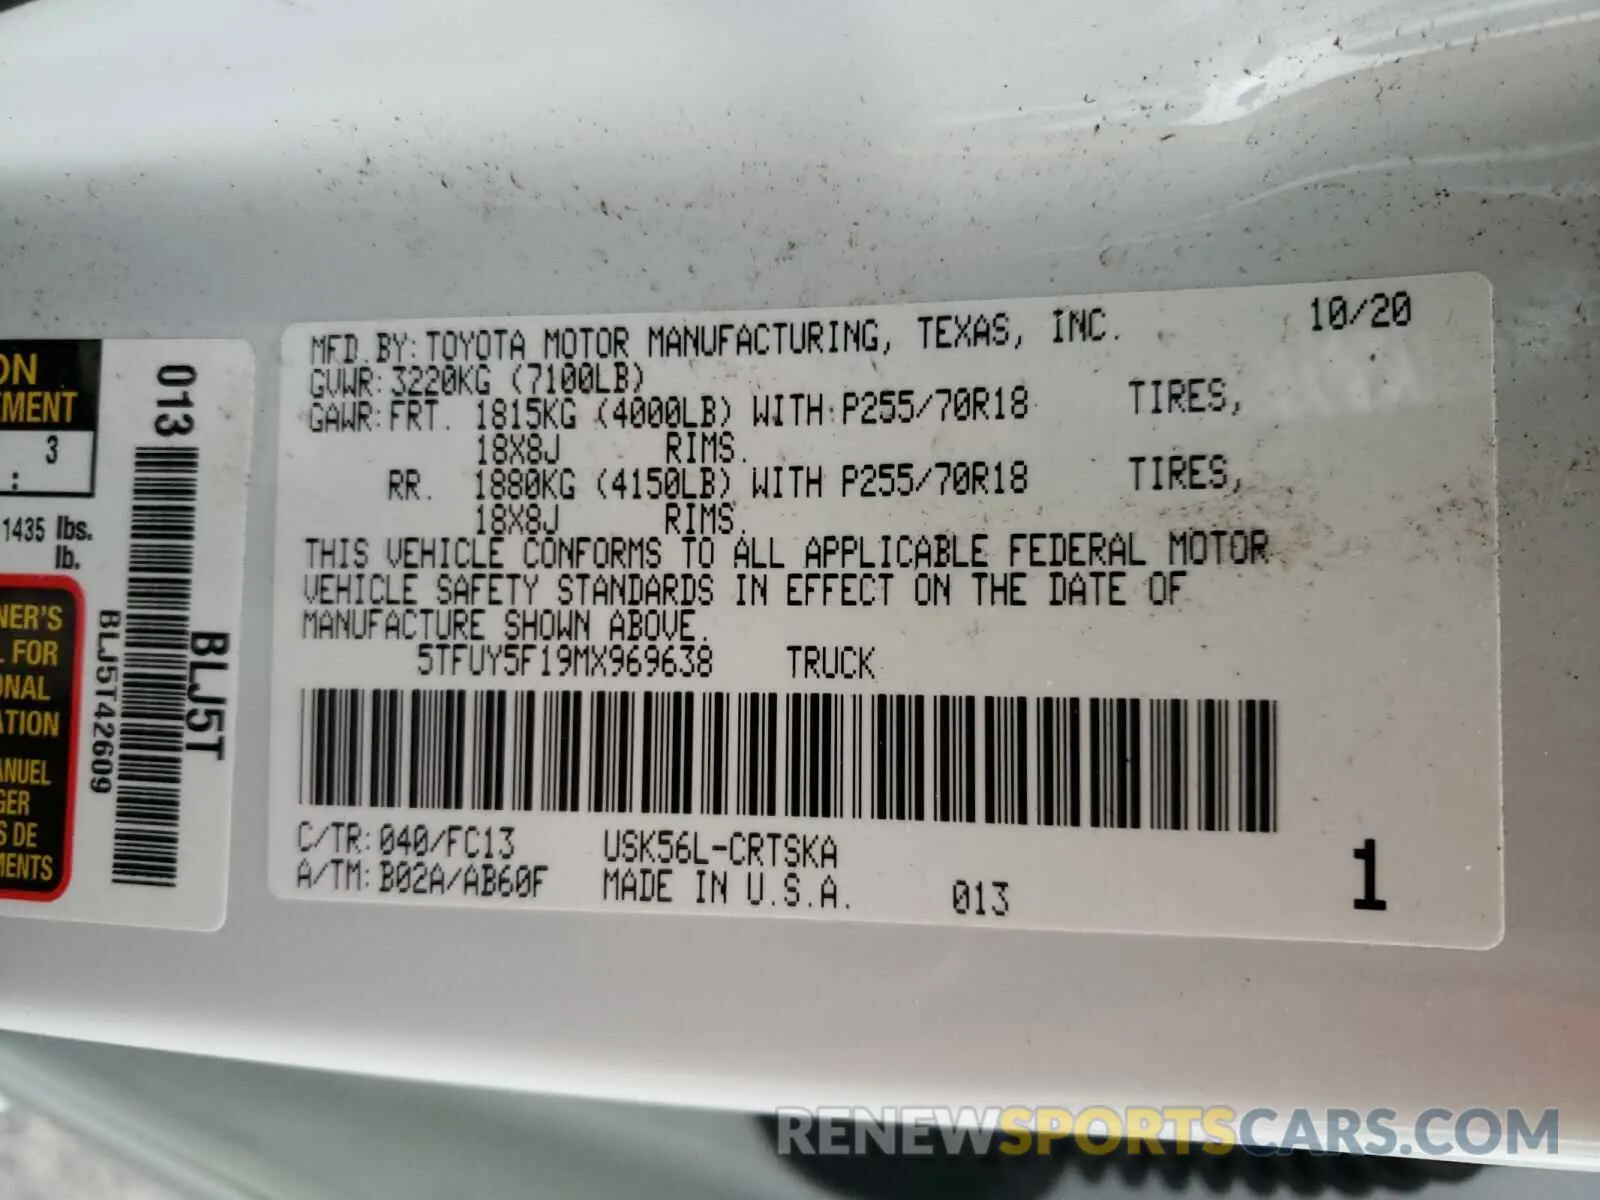 ON
EMENT
3
:
1435 lbs.
lb.
NER'S
L FOR
ONAL
ATION
ANUEL
GER
S DE
MENTS
013
BLJ5T
BLJ5T42609
MFD. BY: TOYOTA MOTOR MANUFACTURING, TEXAS, INC. 10/20
GVWR: 3220KG (7100LB)
GAWR: FRT. 1815KG (4000LB) WITH: P255/70R18 TIRES,
18X8J RIMS.
RR. 1880KG (4150LB) WITH P255/70R18 TIRES,
18X8J RIMS.
THIS VEHICLE CONFORMS TO ALL APPLICABLE FEDERAL MOTOR
VEHICLE SAFETY STANDARDS IN EFFECT ON THE DATE OF
MANUFACTURE SHOWN ABOVE.
5TFUY5F19MX969638 TRUCK
C/TR: 040/FC13 USK56L-CRTSKA
A/TM: B02A/AB60F MADE IN U.S.A. 013 1
RENEWSPORTSCARS.COM